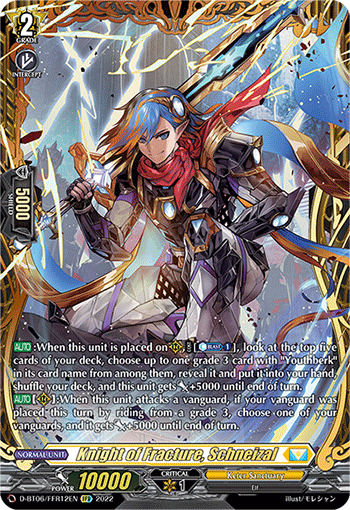 2
GRADE
INTERCEPT
5000
SHIELD
AUTO :When this unit is placed on (RC) [SOUL BLAST 1], look at the top five
cards of your deck, choose up to one grade 3 card with "Youthberk"
in its card name from among them, reveal it and put it into your hand,
shuffle your deck, and this unit gets +5000 until end of turn.
AUTO :When this unit attacks a vanguard, if your vanguard was
placed this turn by riding from a grade 3, choose one of your
vanguards, and it gets +5000 until end of turn.
NORMAL UNIT
Knight of Fracture, Schneizal
POWER 10000
CRITICAL
1
Keter Sanctuary
Elf
D-BT06/FFR12EN FFR 2022
illust/モレシャン